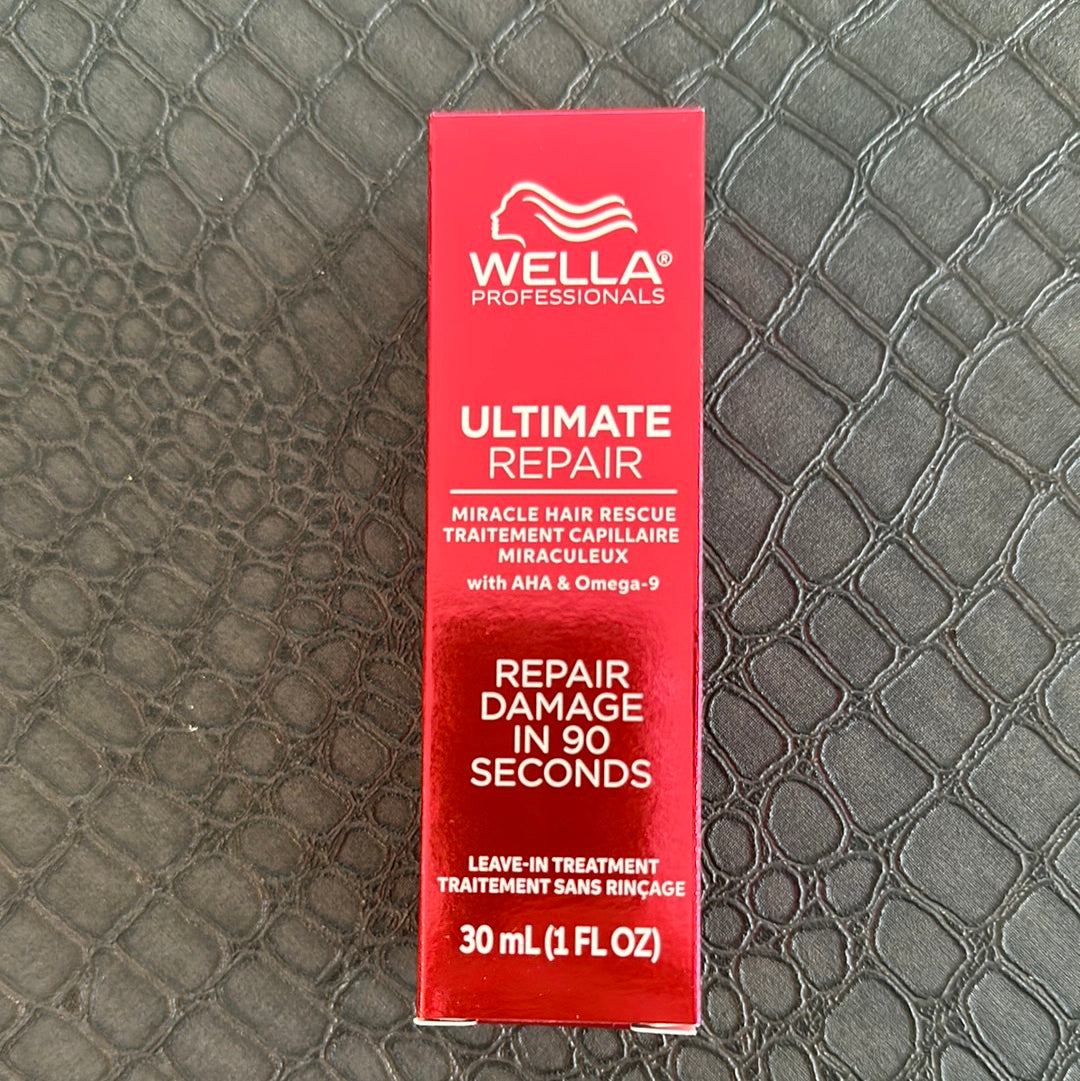 WELLA®
PROFESSIONALS
ULTIMATE
REPAIR
MIRACLE HAIR RESCUE
TRAITEMENT CAPILLAIRE
MIRACULEUX
with AHA & Omega-9
REPAIR
DAMAGE
IN 90
SECONDS
LEAVE-IN TREATMENT
TRAITEMENT SANS RINÇAGE
30 mL (1 FL OZ)